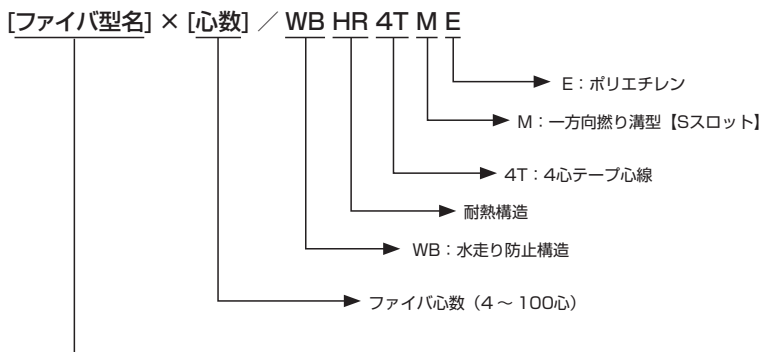 [ファイバ型名] × [心数] ／ WB HR 4T M E
E：ポリエチレン
M：一方向撚り溝型【Sスロット】
4T：4心テープ心線
耐熱構造
WB：水走り防止構造
ファイバ心数（4 ～ 100心）